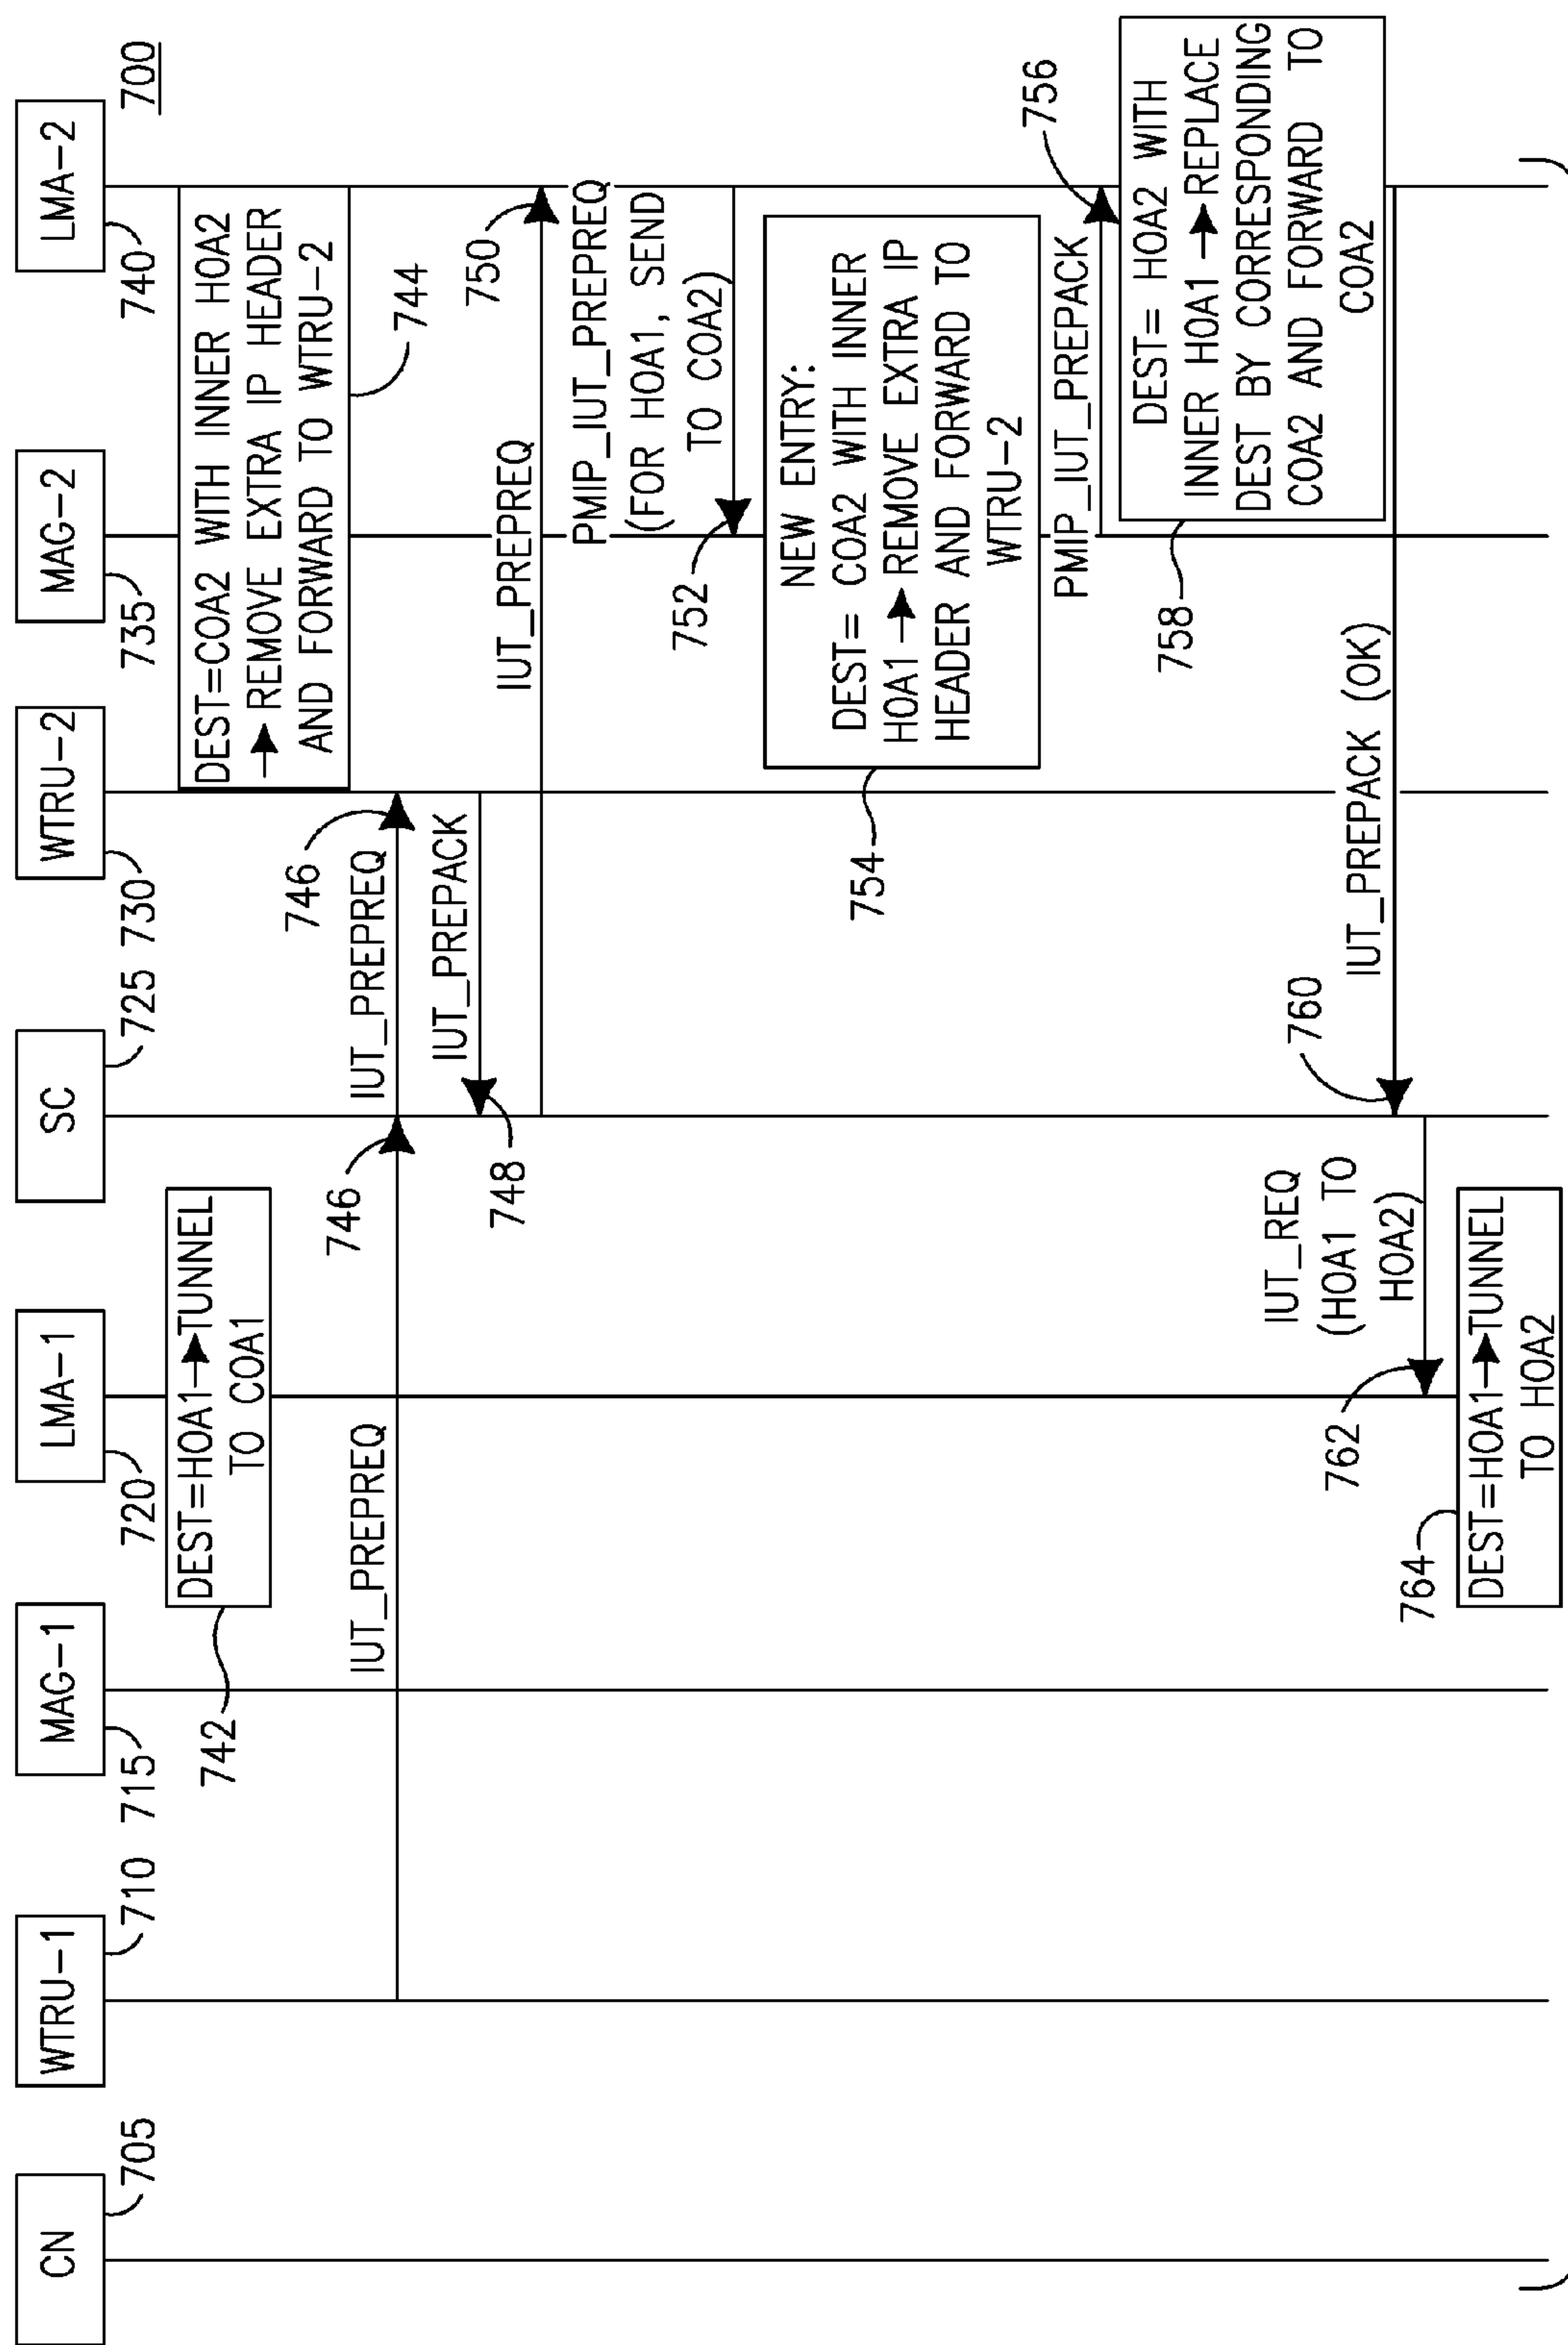 700
CN
WTRU-1
MAG-1
LMA-1
SC
WTRU-2
MAG-2
LMA-2
705
710
715
720
725
730
735
740
DEST=HOA1→TUNNEL
TO COA1
742
DEST=COA2 WITH INNER HOA2
→REMOVE EXTRA IP HEADER
AND FORWARD TO WTRU-2
744
IUT_PREPREQ
746
IUT_PREPREQ
746
IUT_PREPACK
748
IUT_PREPREQ
750
PMIP_IUT_PREPREQ
(FOR HOA1, SEND
TO COA2)
752
NEW ENTRY:
DEST= COA2 WITH INNER
HOA1→REMOVE EXTRA IP
HEADER AND FORWARD TO
WTRU-2
754
PMIP_IUT_PREPACK
756
DEST= HOA2 WITH
INNER HOA1→REPLACE
DEST BY CORRESPONDING
COA2 AND FORWARD TO
COA2
758
IUT_PREPACK (OK)
760
IUT_REQ
(HOA1 TO
HOA2)
762
DEST=HOA1→TUNNEL
TO HOA2
764